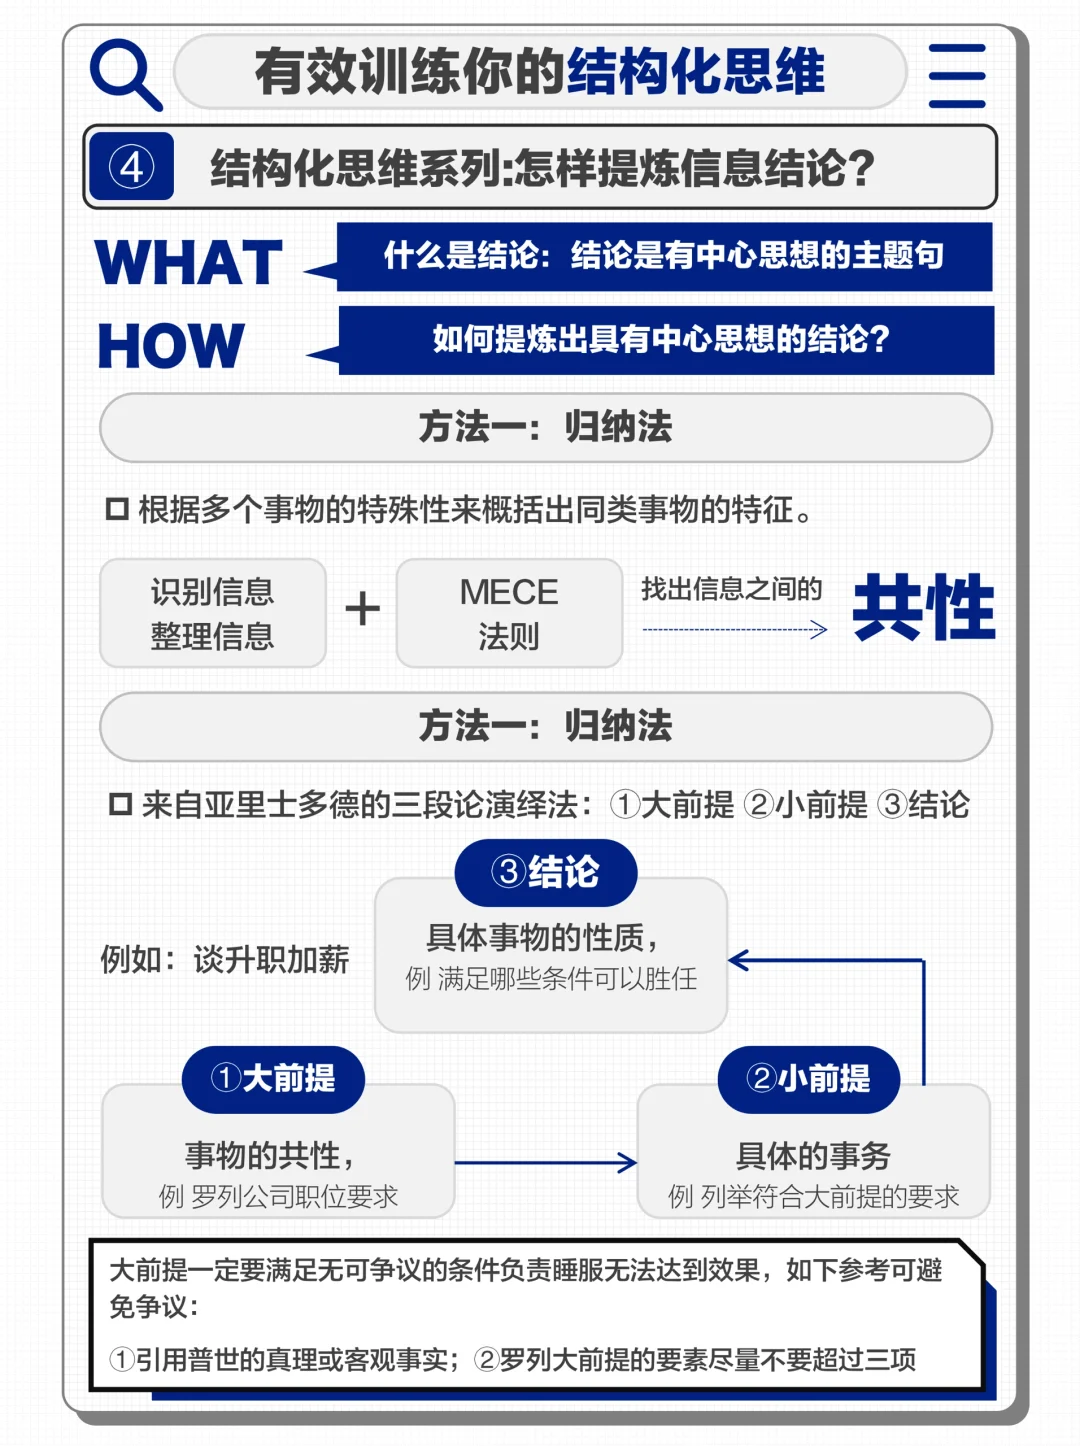 有效训练你的结构化思维
④ 结构化思维系列:怎样提炼信息结论?
WHAT
什么是结论：结论是有中心思想的主题句
HOW
如何提炼出具有中心思想的结论?
方法一：归纳法
根据多个事物的特殊性来概括出同类事物的特征。
识别信息
整理信息
+
MECE
法则
找出信息之间的
共性
方法一：归纳法
来自亚里士多德的三段论演绎法：①大前提 ②小前提 ③结论
③结论
具体事物的性质，
例 满足哪些条件可以胜任
例如：谈升职加薪
①大前提
事物的共性，
例 罗列公司职位要求
②小前提
具体的事务
例 列举符合大前提的要求
大前提一定要满足无可争议的条件负责睡服无法达到效果，如下参考可避
免争议：
①引用普世的真理或客观事实；②罗列大前提的要素尽量不要超过三项